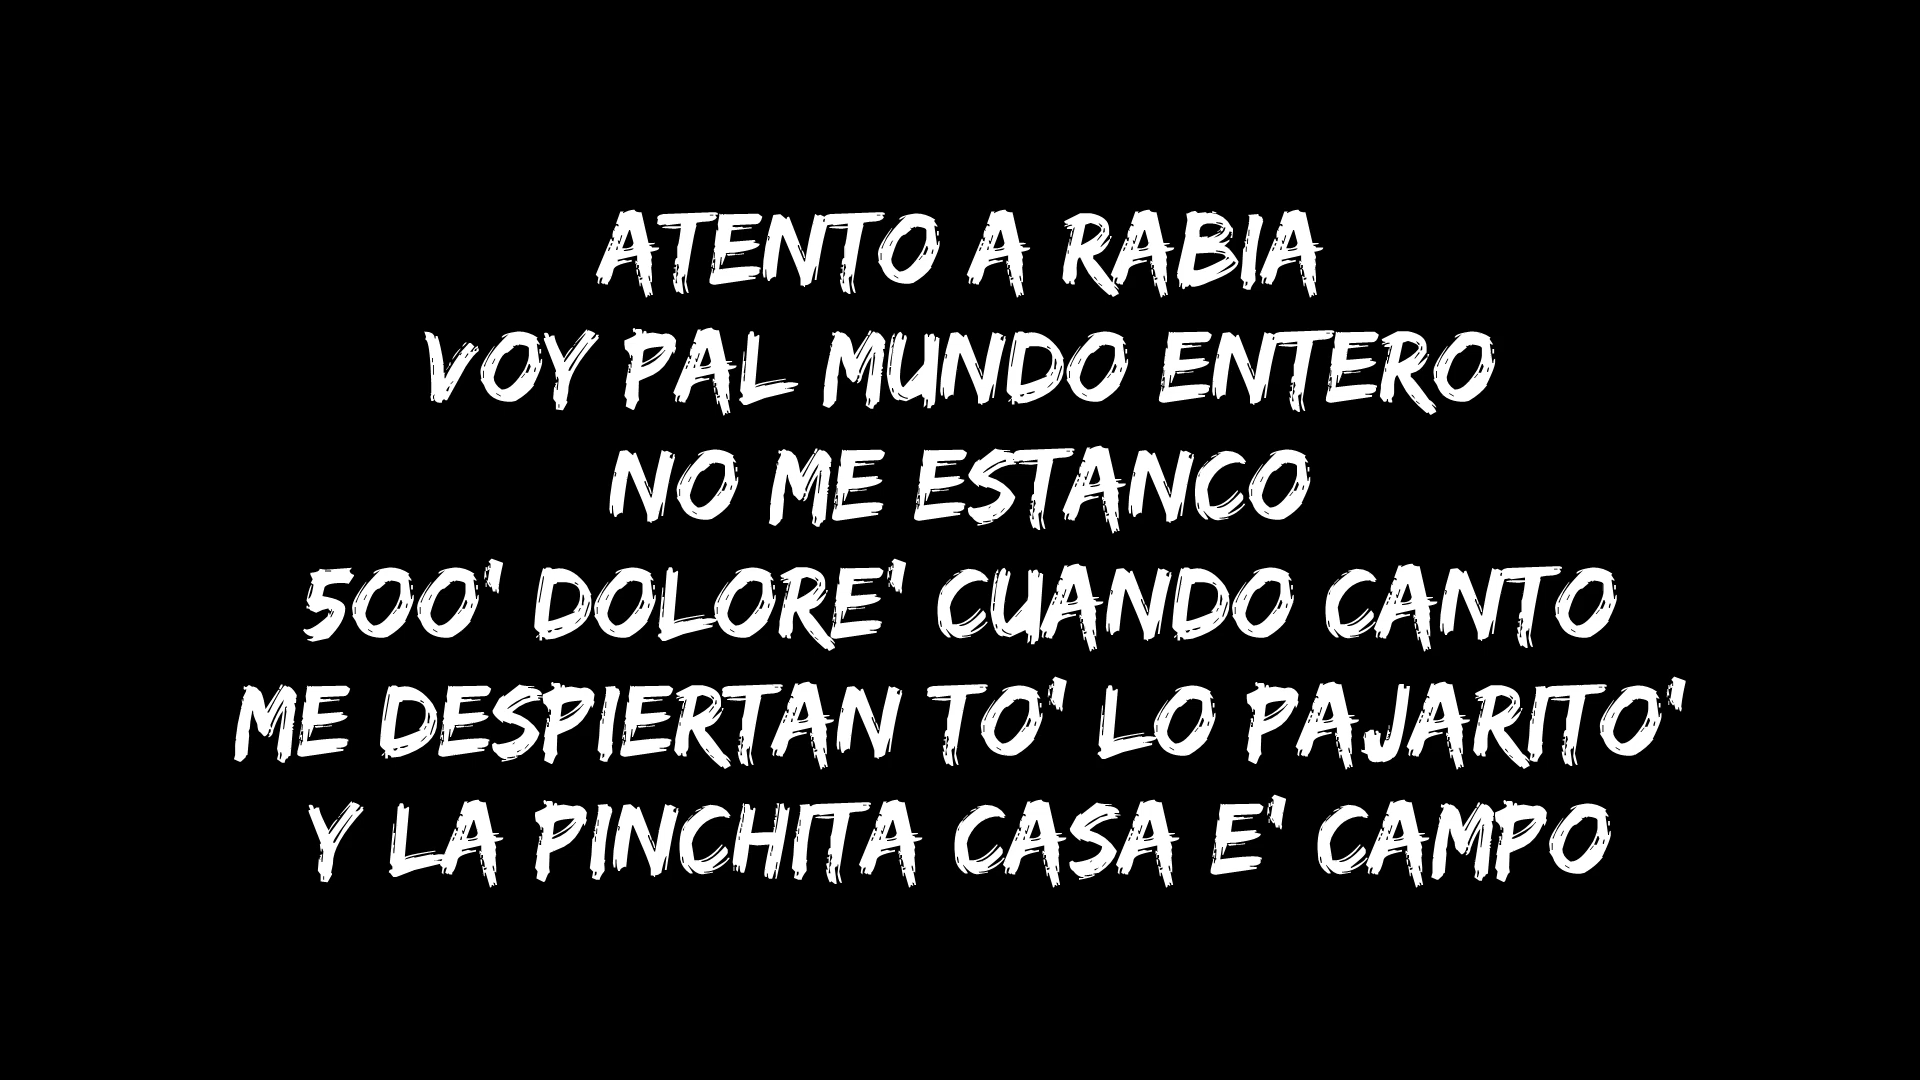 ATENTO A RABIA
VOY PAL MUNDO ENTERO
NO ME ESTANCO
500' DOLORE' CUANDO CANTO
ME DESPIERTAN TO' LO PAJARITO'
Y LA PINCHITA CASA E' CAMPO